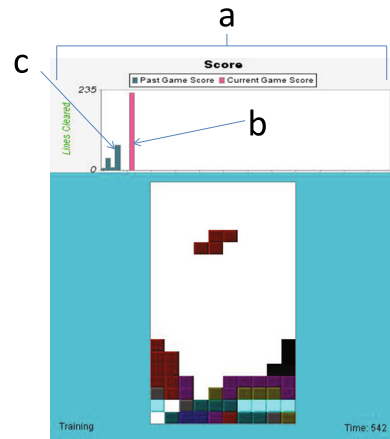 a
c
Score
Past Game Score Current Game Score
235
b
Lines Cleared
0
Training Time: 542